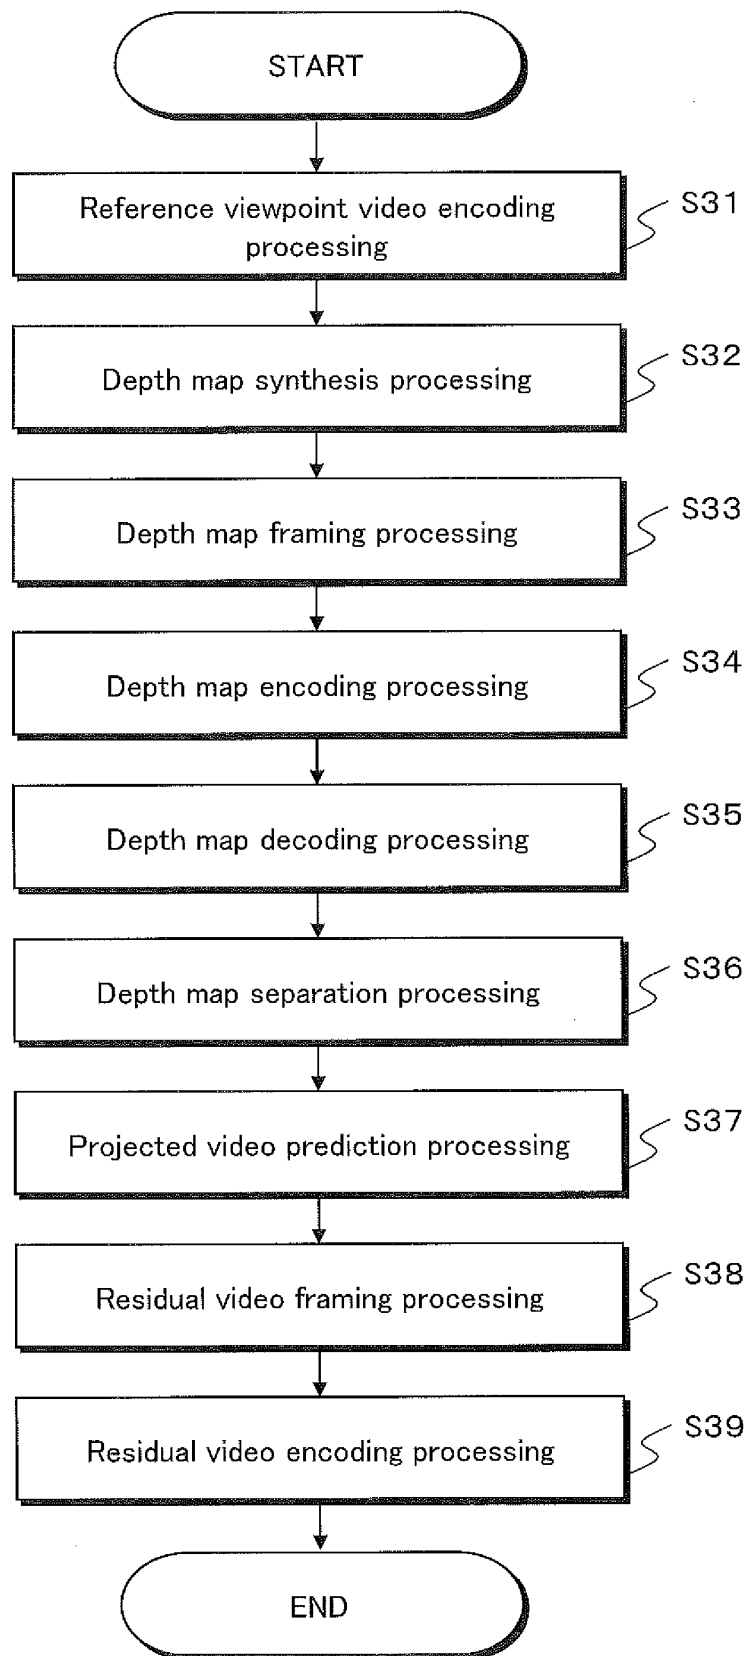 START
Reference viewpoint video encoding
processing
S31
Depth map synthesis processing
S32
Depth map framing processing
S33
Depth map encoding processing
S34
Depth map decoding processing
S35
Depth map separation processing
S36
Projected video prediction processing
S37
Residual video framing processing
S38
Residual video encoding processing
S39
END